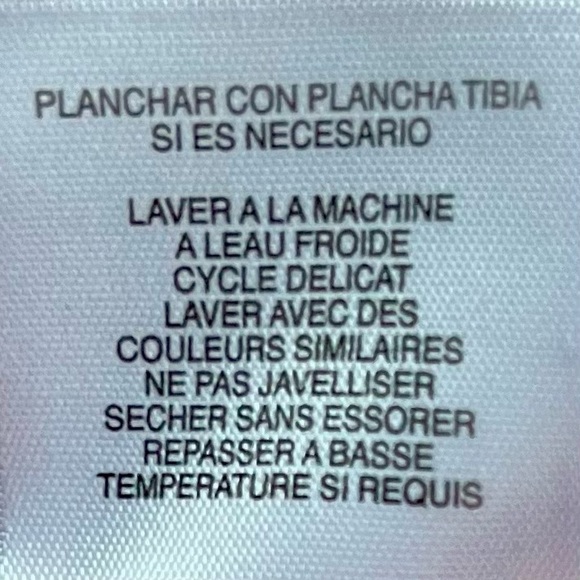 PLANCHAR CON PLANCHA TIBIA
SI ES NECESARIO
LAVER A LA MACHINE
A LEAU FROIDE
CYCLE DELICAT
LAVER AVEC DES
COULEURS SIMILAIRES
NE PAS JAVELLISER
SECHER SANS ESSORER
REPASSER A BASSE
TEMPERATURE SI REQUIS